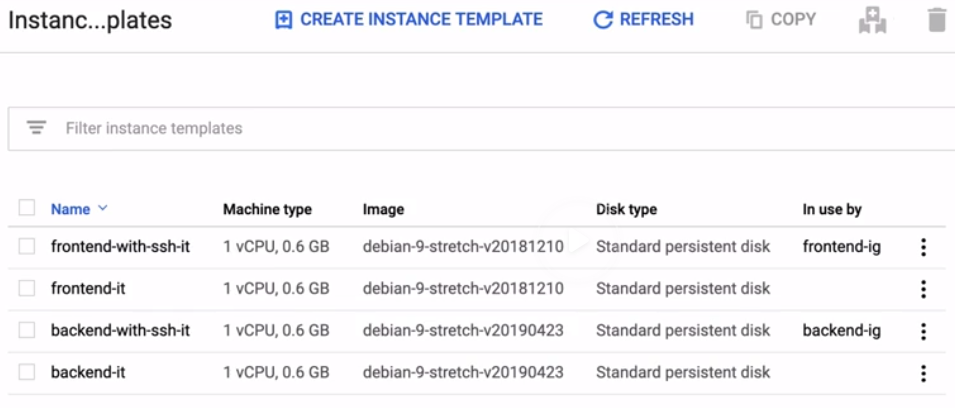 Instanc...plates CREATE INSTANCE TEMPLATE REFRESH COPY
Filter instance templates
Name Machine type Image Disk type In use by
frontend-with-ssh-it 1 vCPU, 0.6 GB debian-9-stretch-v20181210 Standard persistent disk frontend-ig
frontend-it 1 vCPU, 0.6 GB debian-9-stretch-v20181210 Standard persistent disk
backend-with-ssh-it 1 vCPU, 0.6 GB debian-9-stretch-v20190423 Standard persistent disk backend-ig
backend-it 1 vCPU, 0.6 GB debian-9-stretch-v20190423 Standard persistent disk